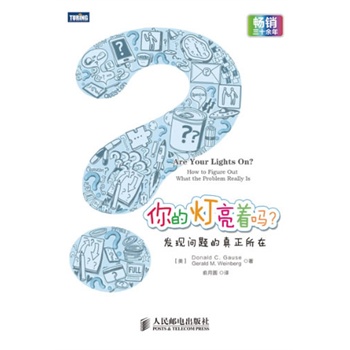 TURING
畅销
三十余年
Are Your Lights On?
How to Figure Out
What the Problem Really Is
你的灯亮着吗?
发现问题的真正所在
[美] Donald C. Gause
Gerald M. Weinberg 著
俞月圆 译
FULL
人民邮电出版社
POSTS & TELECOM PRESS